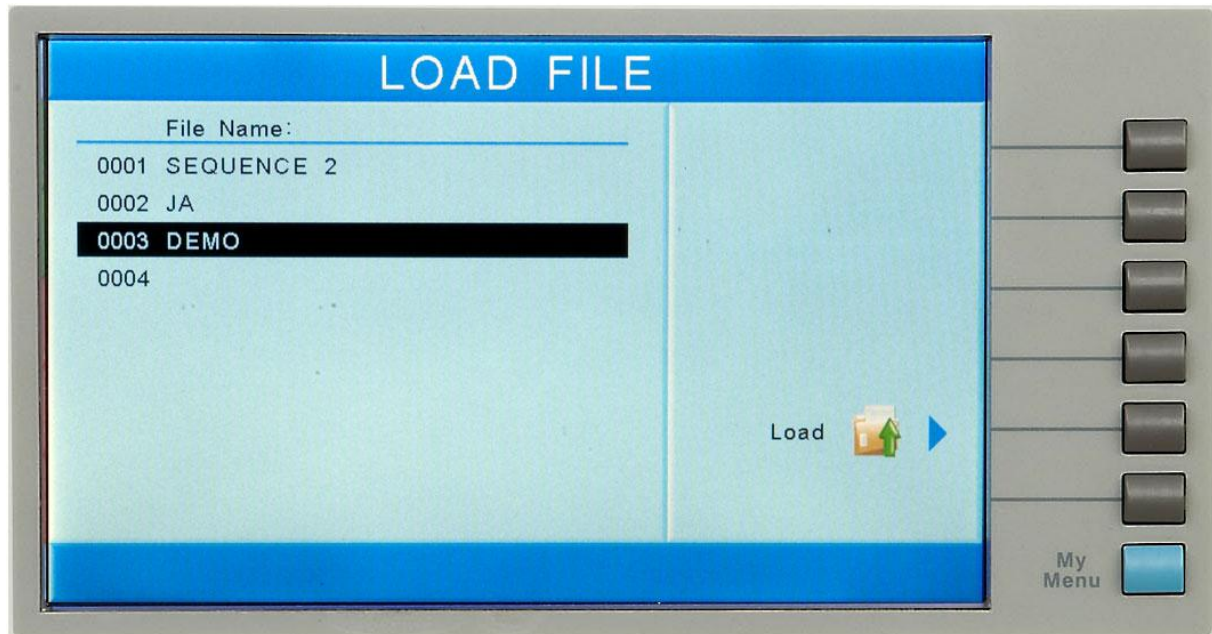 LOAD FILE
File Name:
0001 SEQUENCE 2
0002 JA
0003 DEMO
0004
Load
My
Menu